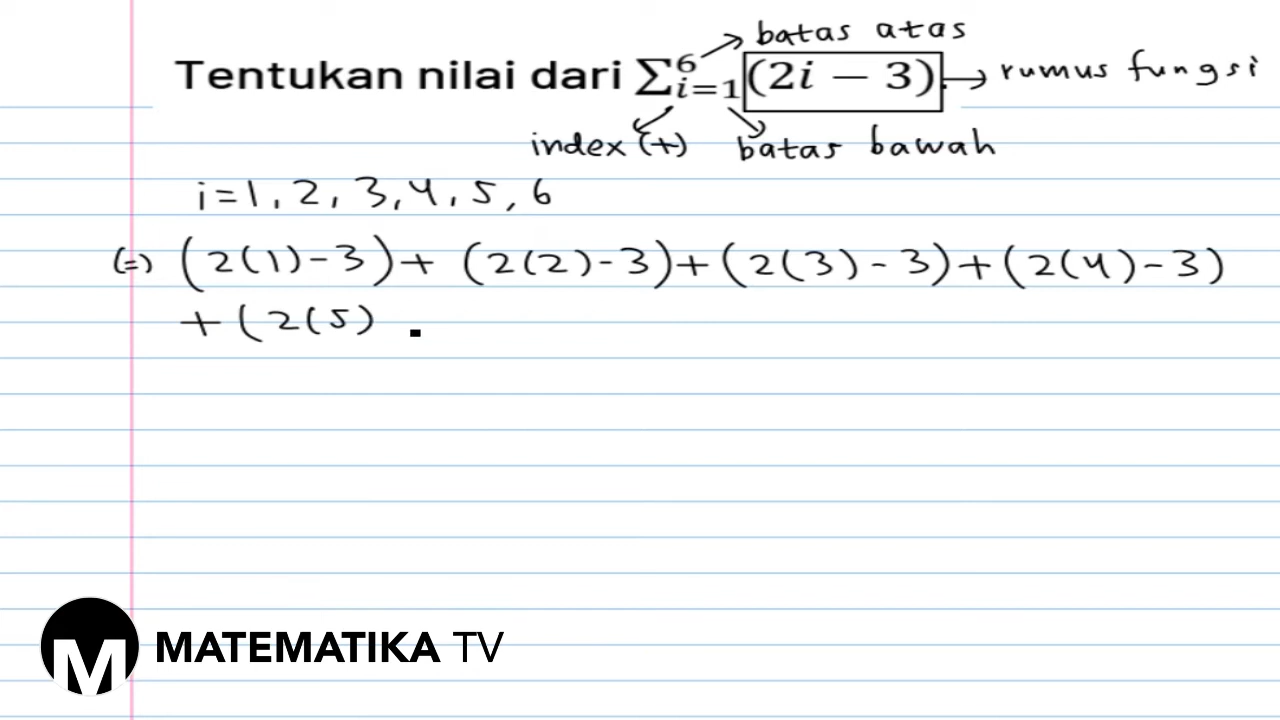 batas atas
Tentukan nilai dari ∑⁶ᵢ₌₁(2i − 3). → rumus fungsi
index (+) batas bawah
i=1, 2, 3, 4, 5, 6
(=) (2(1)-3)+ (2(2)-3)+(2(3)-3)+(2(4)-3)
+(2(5)
M MATEMATIKA TV